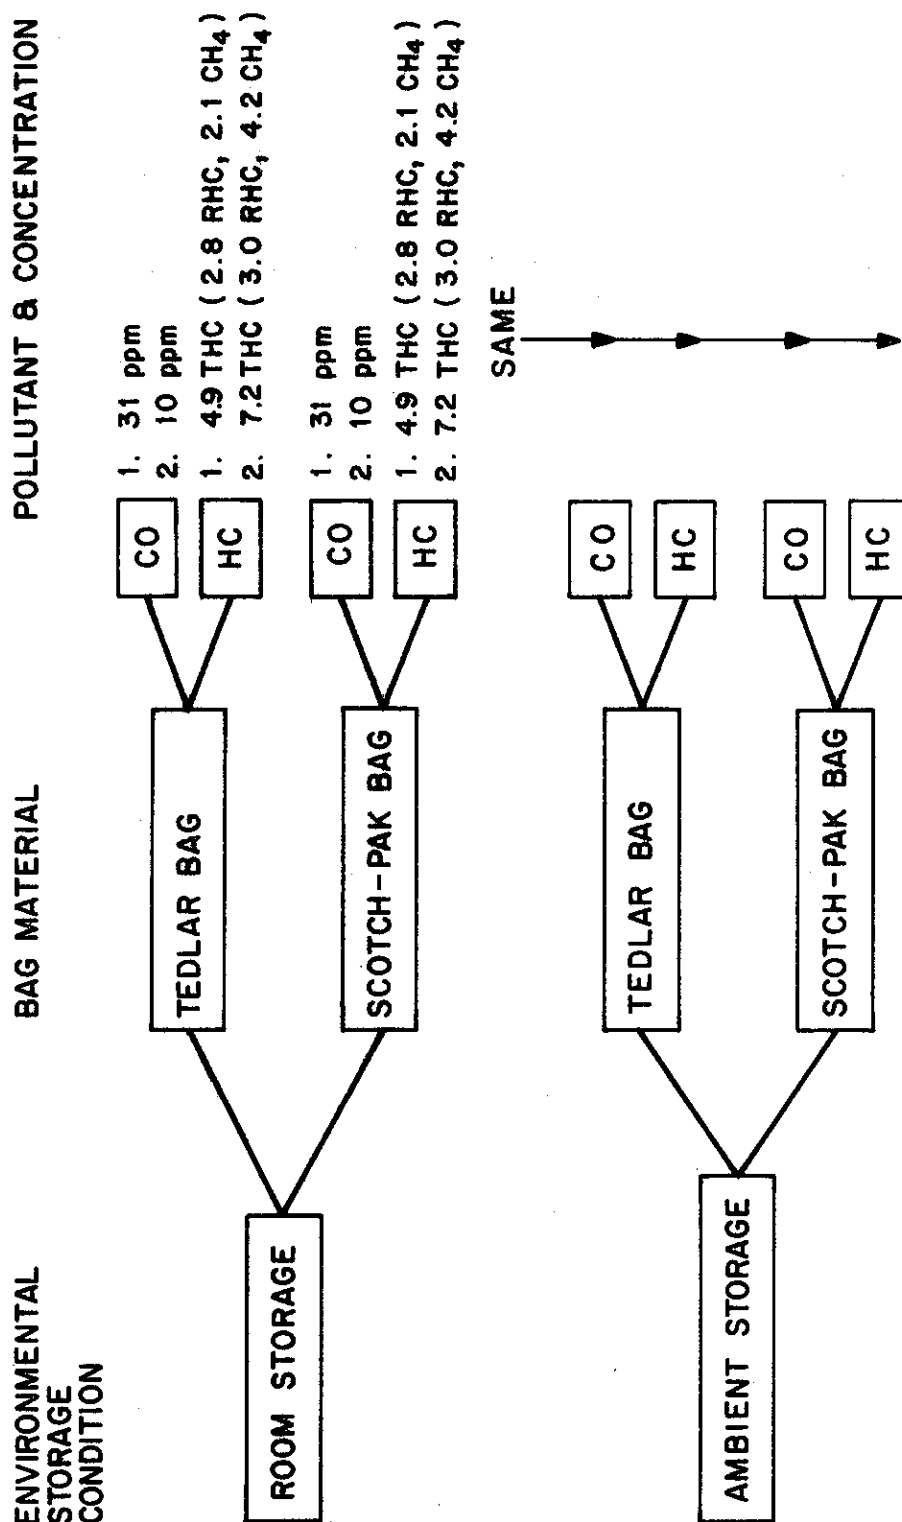 ENVIRONMENTAL
STORAGE
CONDITION
BAG MATERIAL
POLLUTANT & CONCENTRATION
ROOM STORAGE
TEDLAR BAG
CO
1. 31 ppm
2. 10 ppm
HC
1. 4.9 THC (2.8 RHC, 2.1 CH4)
2. 7.2 THC (3.0 RHC, 4.2 CH4)
SCOTCH-PAK BAG
CO
1. 31 ppm
2. 10 ppm
HC
1. 4.9 THC (2.8 RHC, 2.1 CH4)
2. 7.2 THC (3.0 RHC, 4.2 CH4)
SAME
AMBIENT STORAGE
TEDLAR BAG
CO
HC
SCOTCH-PAK BAG
CO
HC